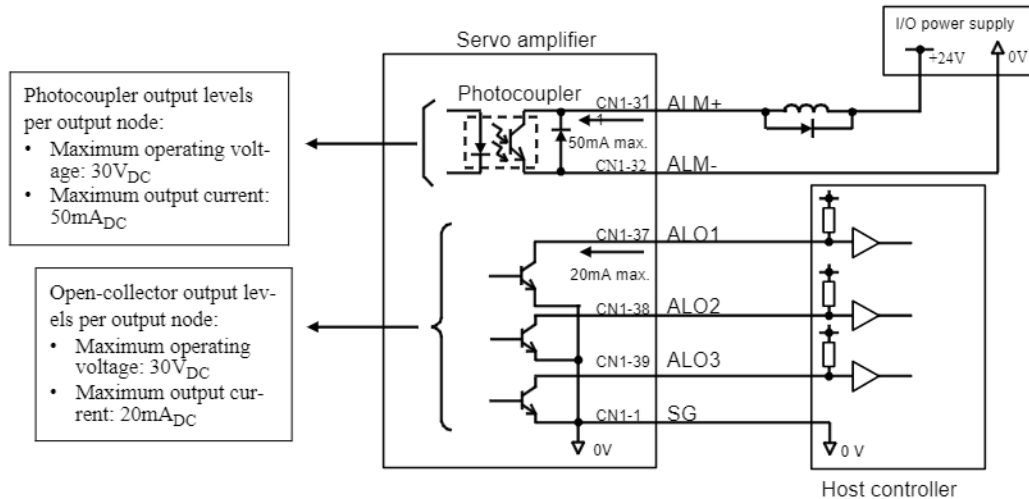 I/O power supply
+24V
0V
Servo amplifier
Photocoupler output levels
per output node:
• Maximum operating volt-
age: 30VDC
• Maximum output current:
50mADC
Photocoupler
CN1-31
ALM+
1
50mA max.
CN1-32
ALM-
CN1-37
ALO1
20mA max.
Open-collector output lev-
els per output node:
• Maximum operating
voltage: 30VDC
• Maximum output cur-
rent: 20mADC
CN1-38
ALO2
CN1-39
ALO3
CN1-1
SG
0V
0 V
Host controller